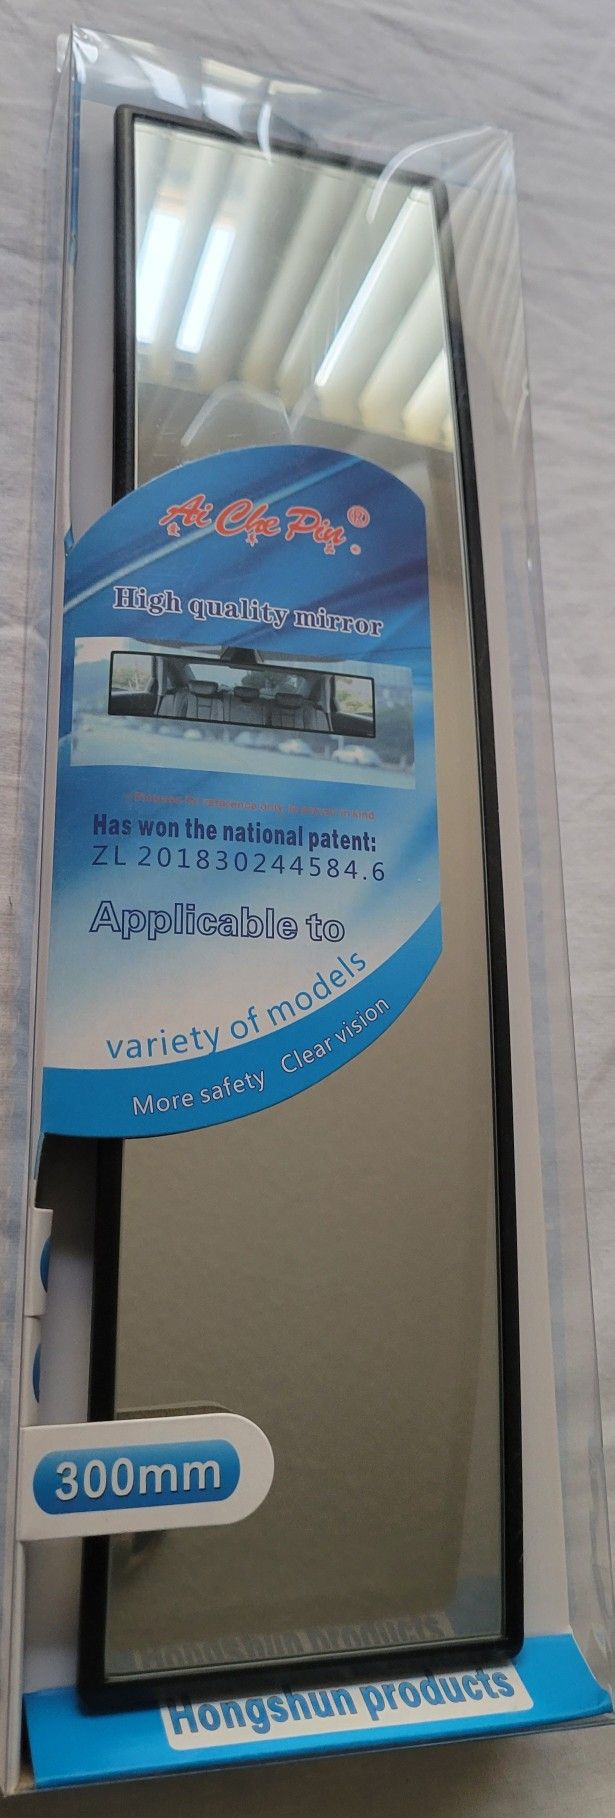 Ai Che Pin ®
High quality mirror
Has won the national patent:
ZL 201830244584.6
Applicable to
variety of models
More safety Clear vision
300mm
Hongshun products